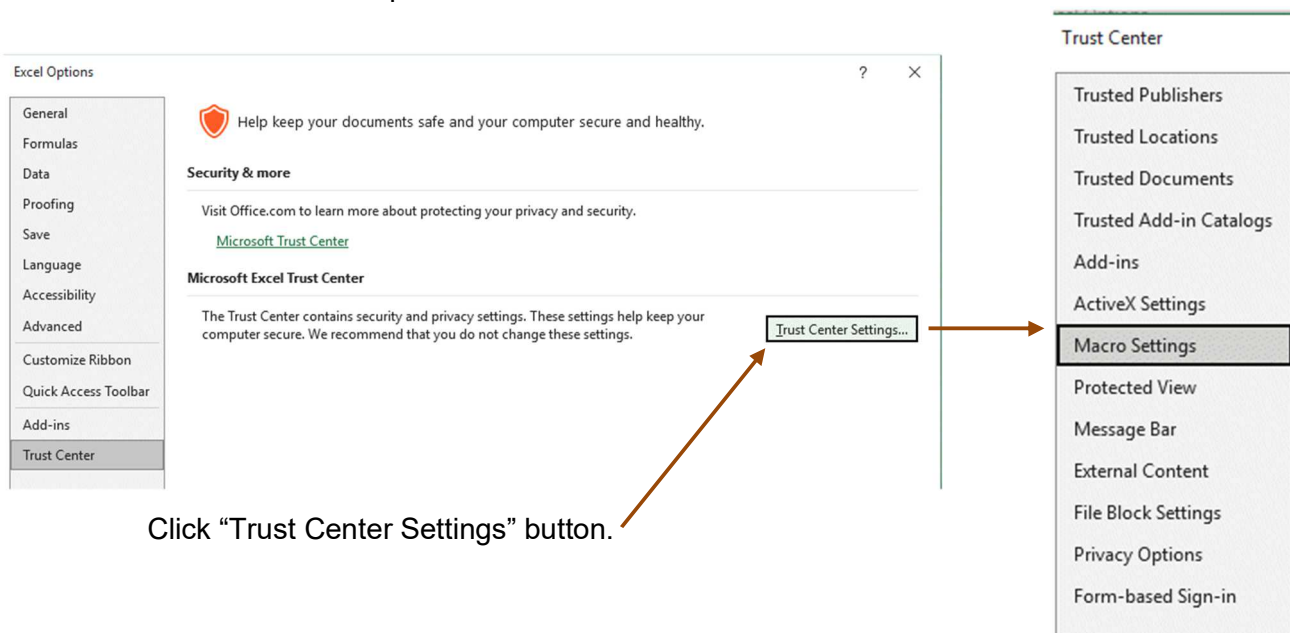 Excel Options
?
General
Formulas
Data
Proofing
Save
Language
Accessibility
Advanced
Customize Ribbon
Quick Access Toolbar
Add-ins
Trust Center
Help keep your documents safe and your computer secure and healthy.
Security & more
Visit Office.com to learn more about protecting your privacy and security.
Microsoft Trust Center
Microsoft Excel Trust Center
The Trust Center contains security and privacy settings. These settings help keep your
computer secure. We recommend that you do not change these settings.
Trust Center Settings...
Click “Trust Center Settings” button.
Trust Center
Trusted Publishers
Trusted Locations
Trusted Documents
Trusted Add-in Catalogs
Add-ins
ActiveX Settings
Macro Settings
Protected View
Message Bar
External Content
File Block Settings
Privacy Options
Form-based Sign-in